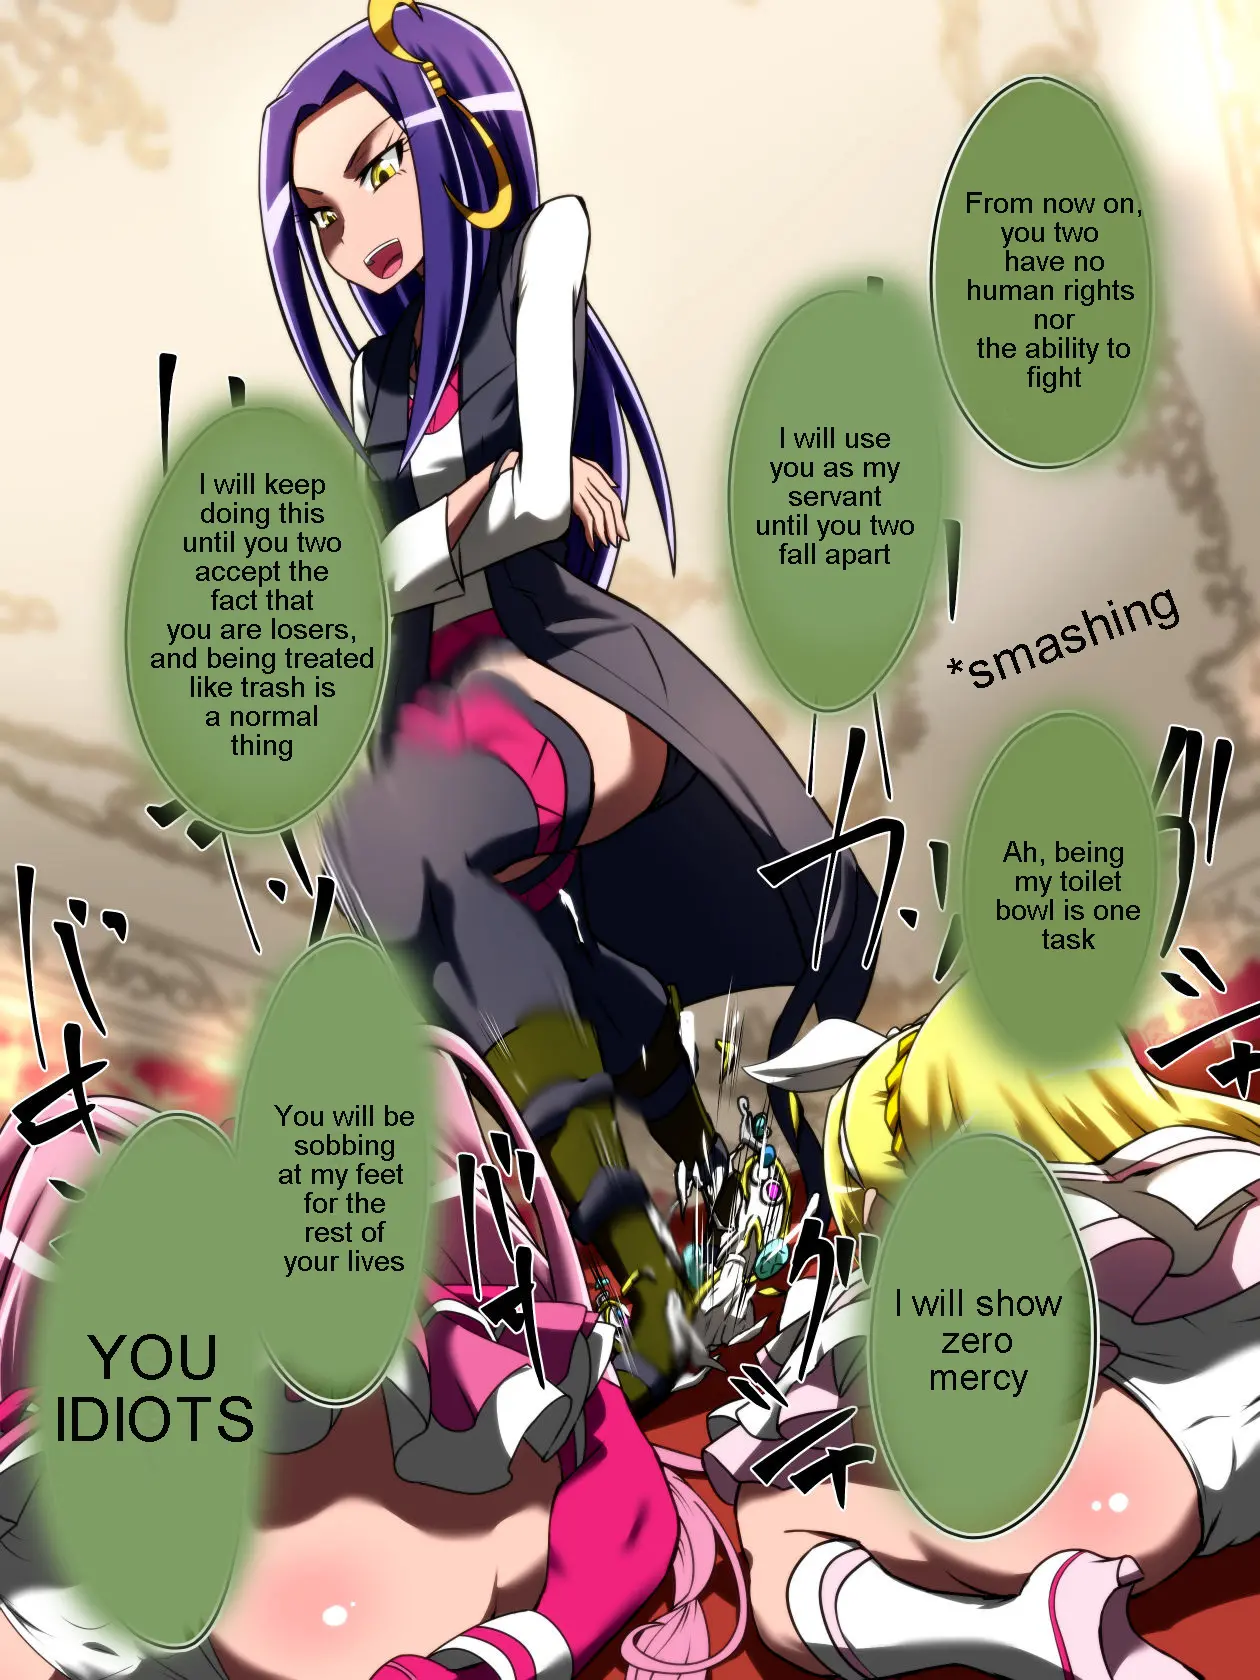 From now on,
you two
have no
human rights
nor
the ability to
fight
I will use
you as my
servant
until you two
fall apart
I will keep
doing this
until you two
accept the
fact that
you are losers,
and being treated
like trash is
a normal
thing
*smashing
Ah, being
my toilet
bowl is one
task
You will be
sobbing
at my feet
for the
rest of
your lives
I will show
zero
mercy
YOU
IDIOTS